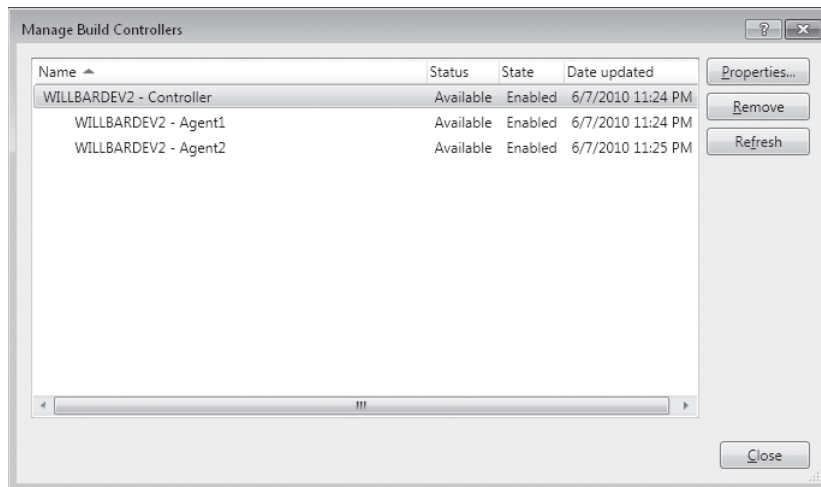 Manage Build Controllers
Name Status State Date updated
WILLBARDEV2 - Controller Available Enabled 6/7/2010 11:24 PM
WILLBARDEV2 - Agent1 Available Enabled 6/7/2010 11:24 PM
WILLBARDEV2 - Agent2 Available Enabled 6/7/2010 11:25 PM
Properties...
Remove
Refresh
Close